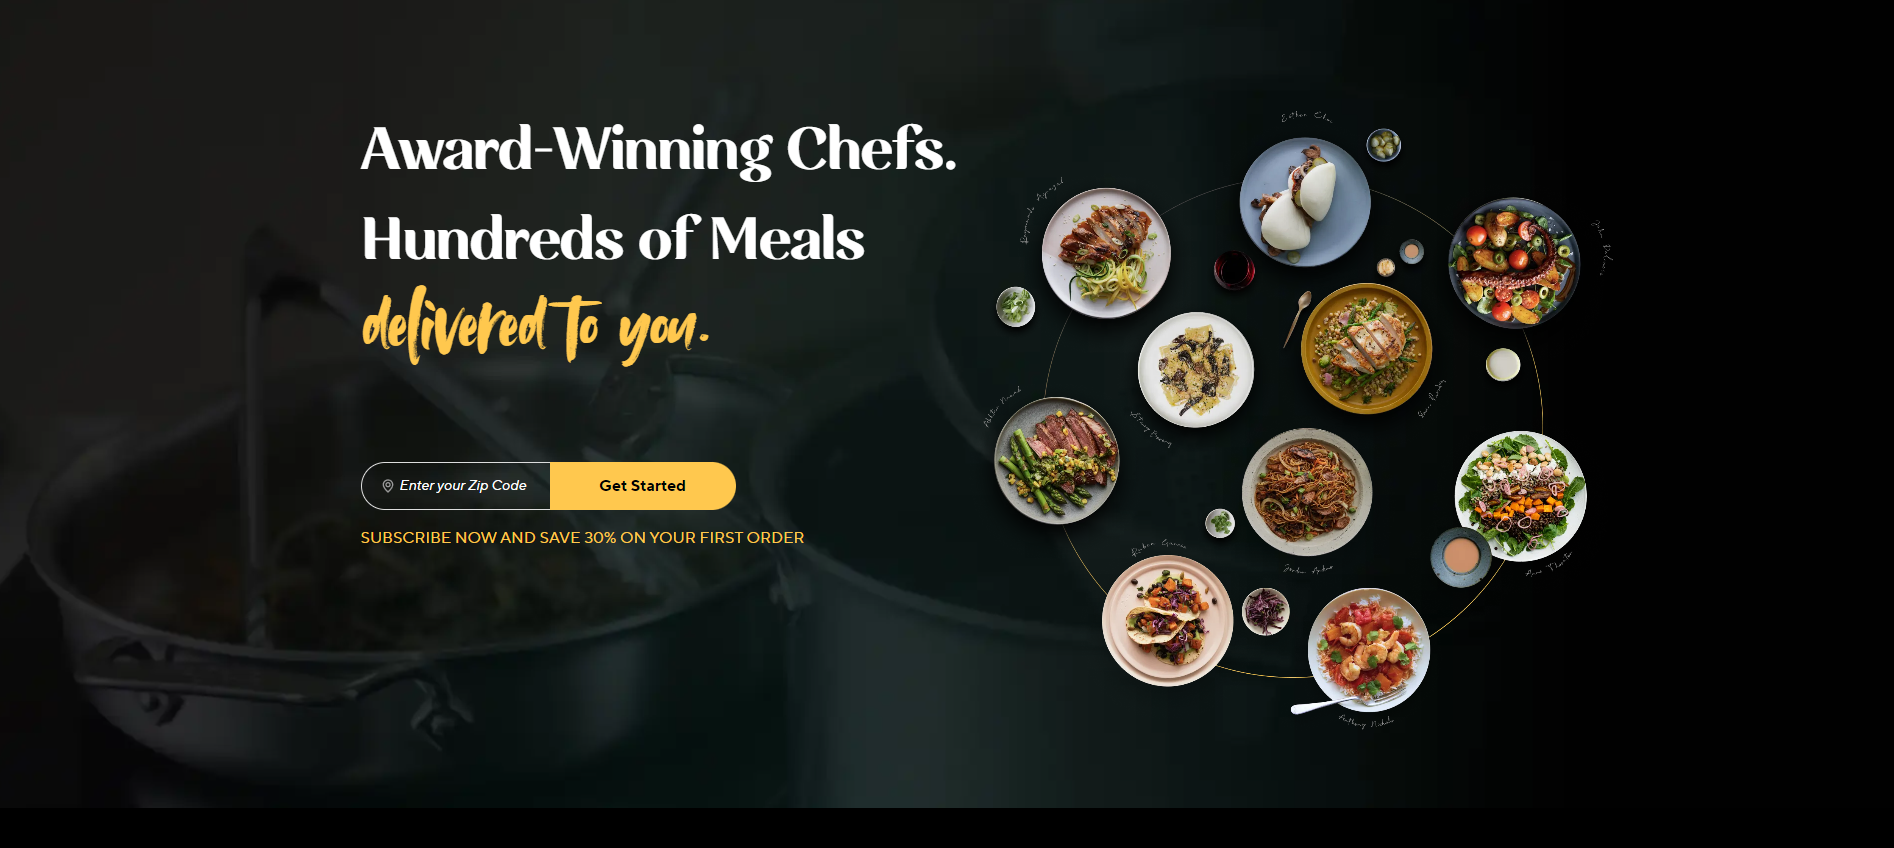 Award-Winning Chefs.
Hundreds of Meals
delivered to you.
Enter your Zip Code
Get Started
SUBSCRIBE NOW AND SAVE 30% ON YOUR FIRST ORDER